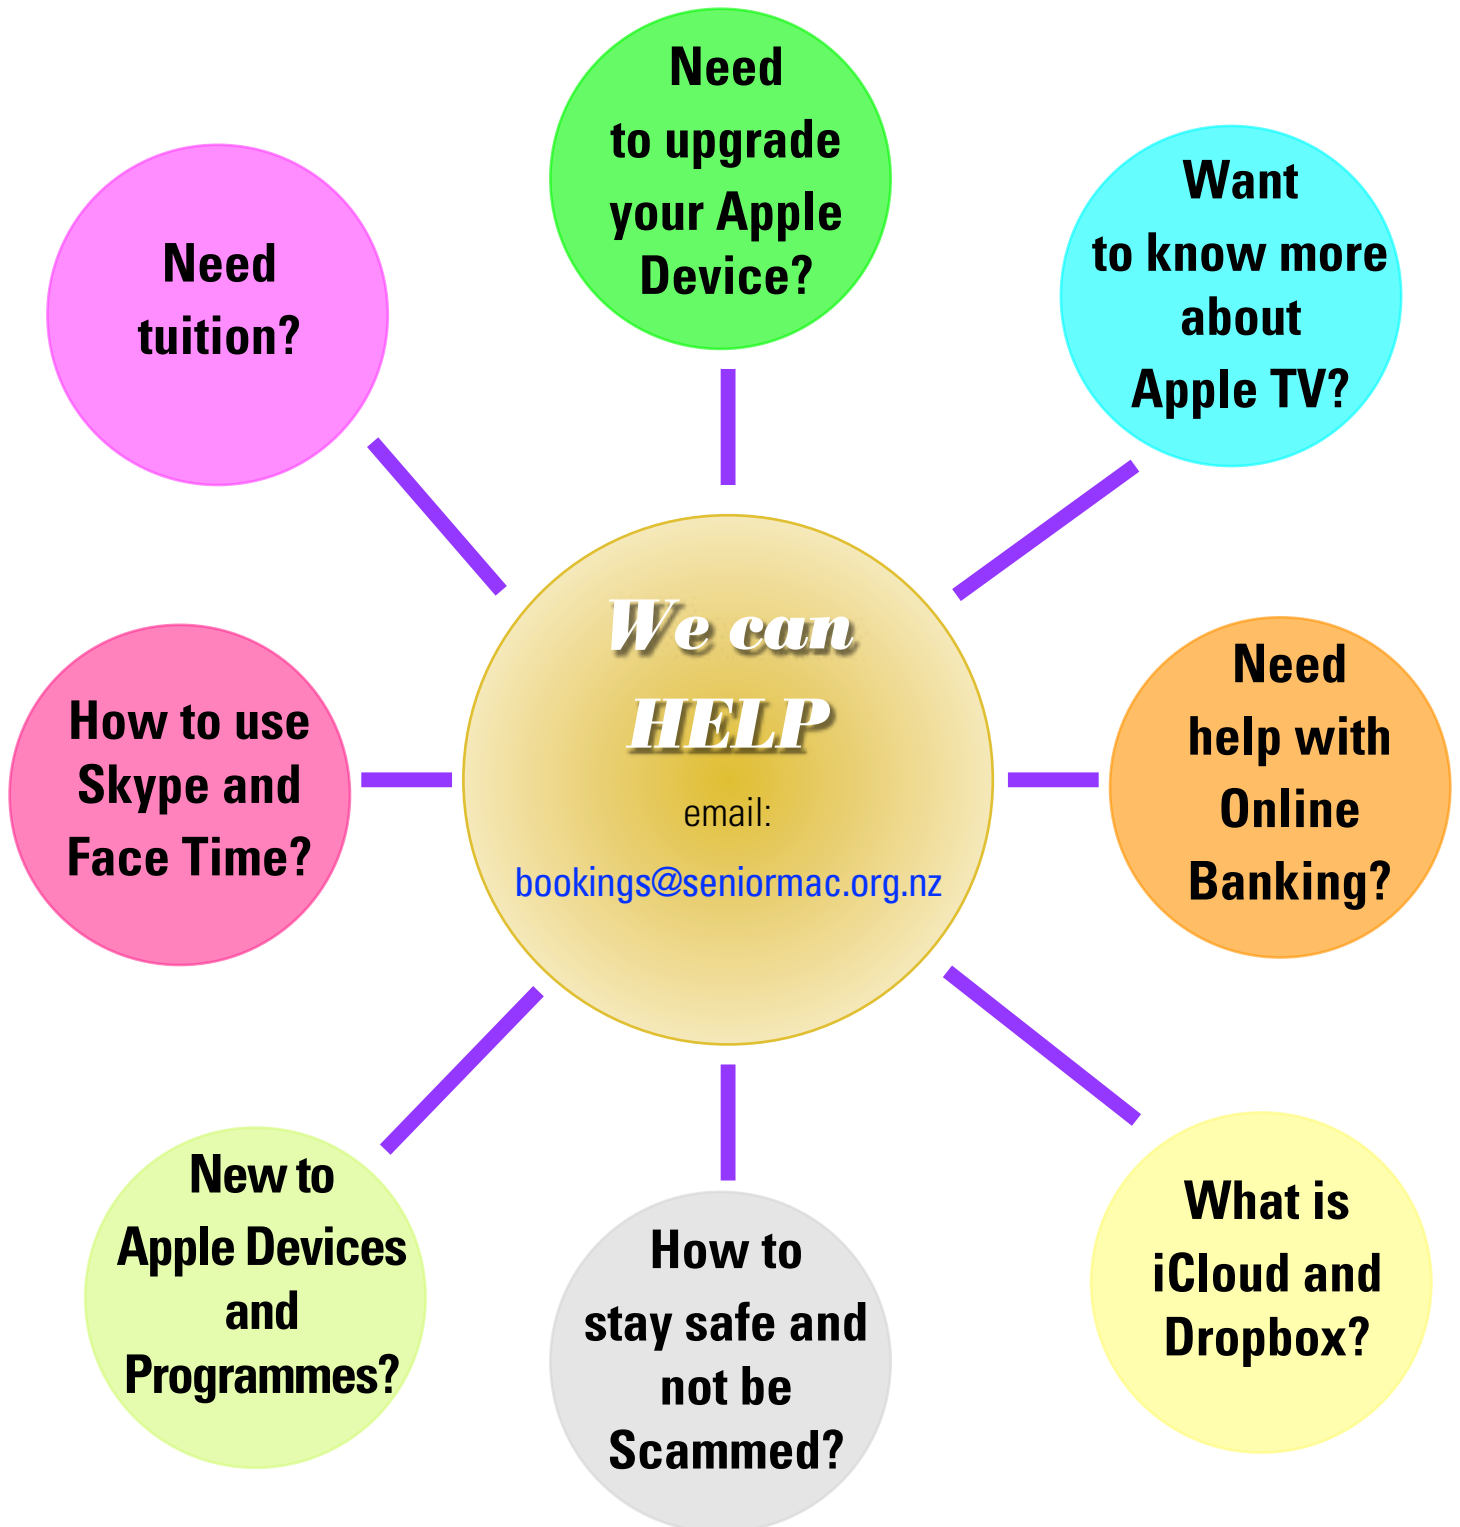 Need
to upgrade
your Apple
Device?
Want
to know more
about
Apple TV?
Need
help with
Online
Banking?
What is
iCloud and
Dropbox?
How to
stay safe and
not be
Scammed?
New to
Apple Devices
and
Programmes?
How to use
Skype and
Face Time?
Need
tuition?
We can
HELP
email:
bookings@seniormac.org.nz